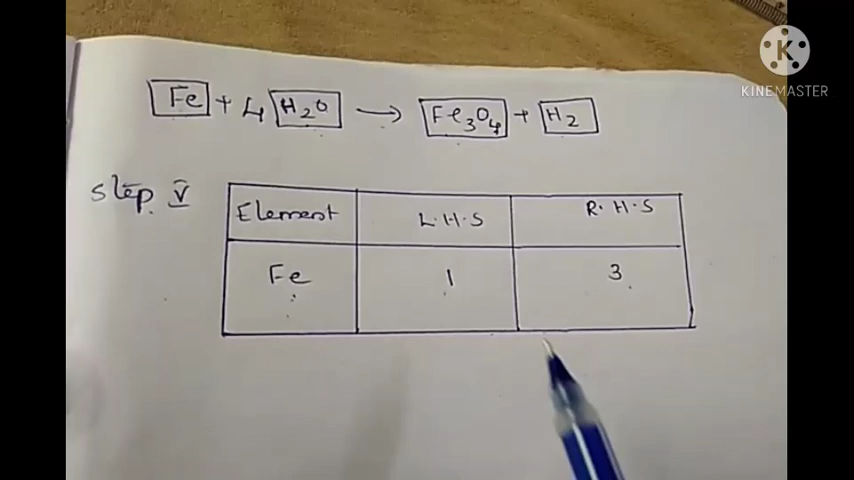 K
KINEMASTER
Fe + 4 H2O → Fe3O4 + H2
Step V
Element L.H.S R.H.S
Fe 1 3